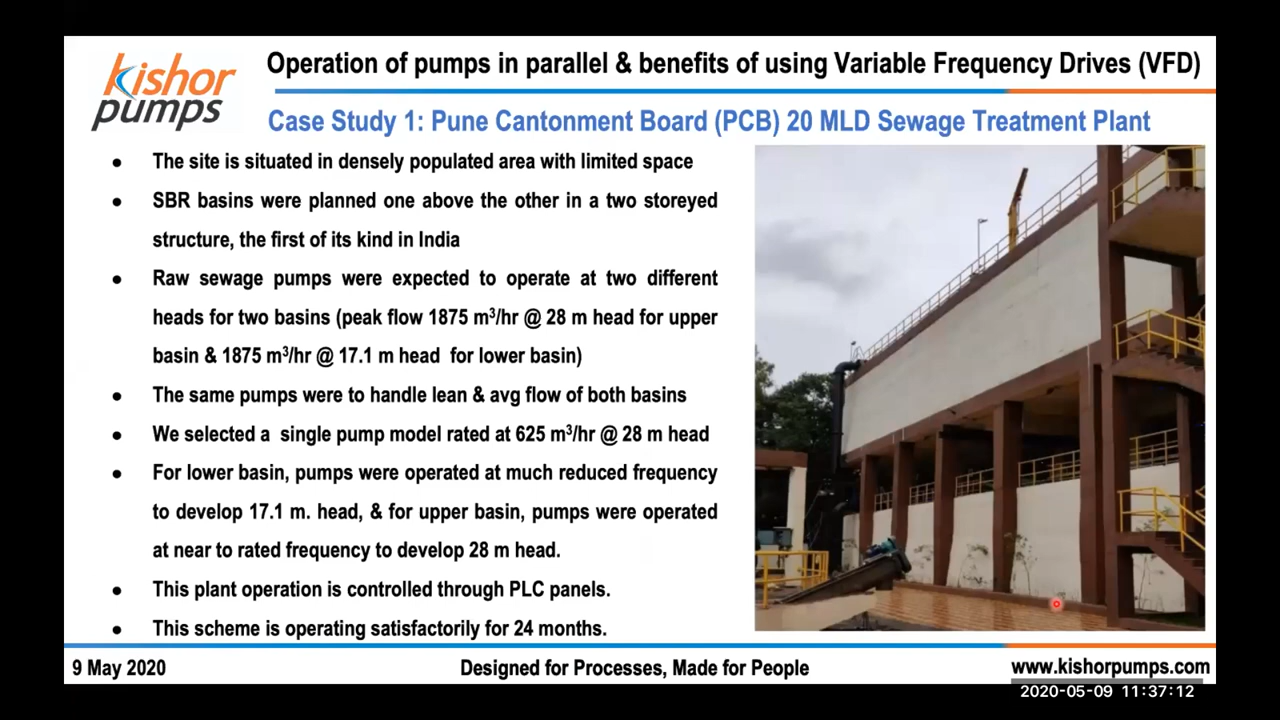 kishor
pumps
Operation of pumps in parallel & benefits of using Variable Frequency Drives (VFD)
Case Study 1: Pune Cantonment Board (PCB) 20 MLD Sewage Treatment Plant
● The site is situated in densely populated area with limited space
● SBR basins were planned one above the other in a two storeyed
structure, the first of its kind in India
● Raw sewage pumps were expected to operate at two different
heads for two basins (peak flow 1875 m³/hr @ 28 m head for upper
basin & 1875 m³/hr @ 17.1 m head for lower basin)
● The same pumps were to handle lean & avg flow of both basins
● We selected a single pump model rated at 625 m³/hr @ 28 m head
● For lower basin, pumps were operated at much reduced frequency
to develop 17.1 m. head, & for upper basin, pumps were operated
at near to rated frequency to develop 28 m head.
● This plant operation is controlled through PLC panels.
● This scheme is operating satisfactorily for 24 months.
9 May 2020
Designed for Processes, Made for People
www.kishorpumps.com
2020-05-09 11:37:12